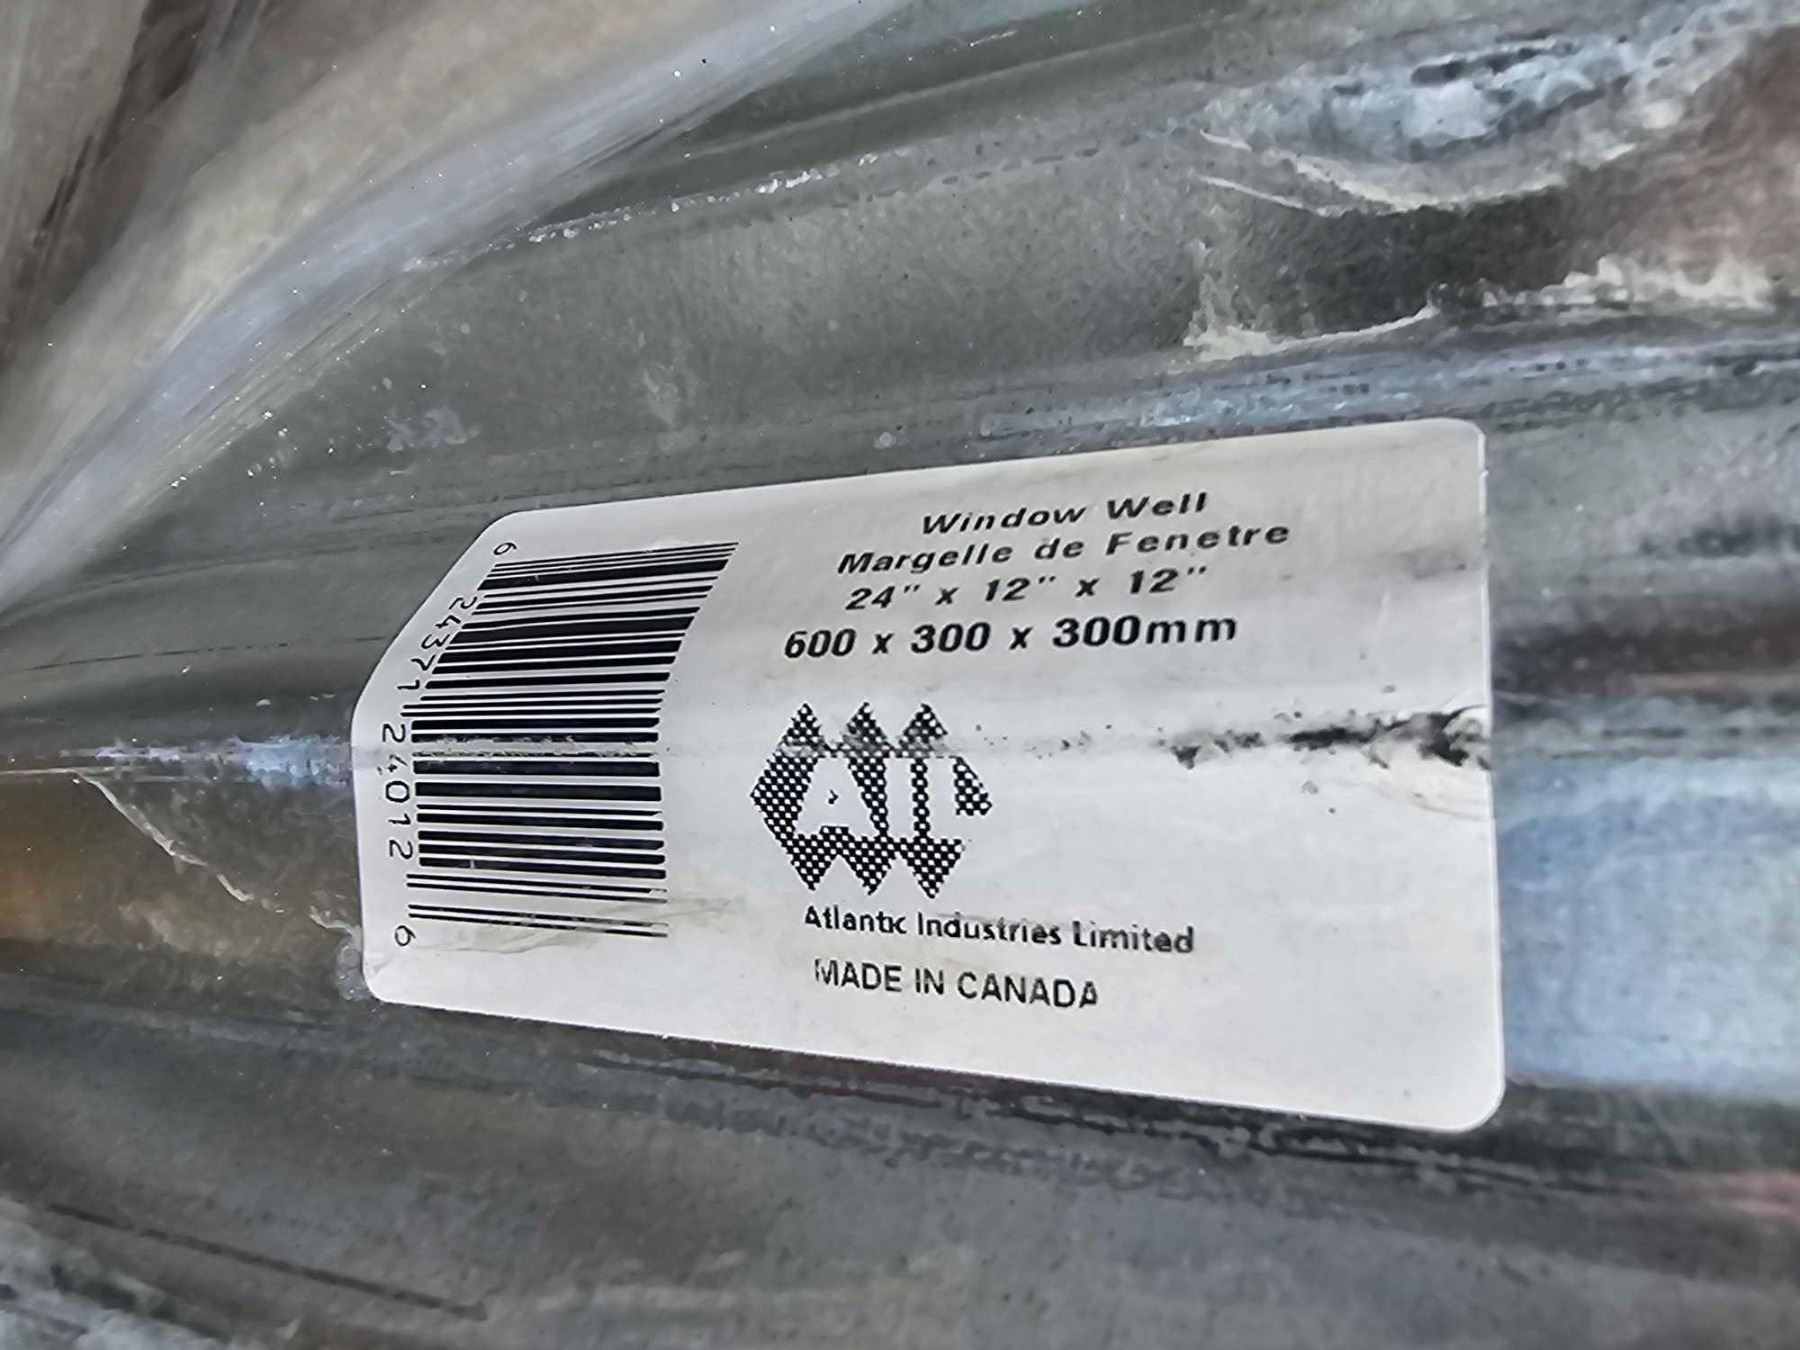 Window Well
Margelle de Fenetre
24" x 12" x 12"
600 x 300 x 300mm
AIL
Atlantic Industries Limited
MADE IN CANADA
6 24371 24012 6